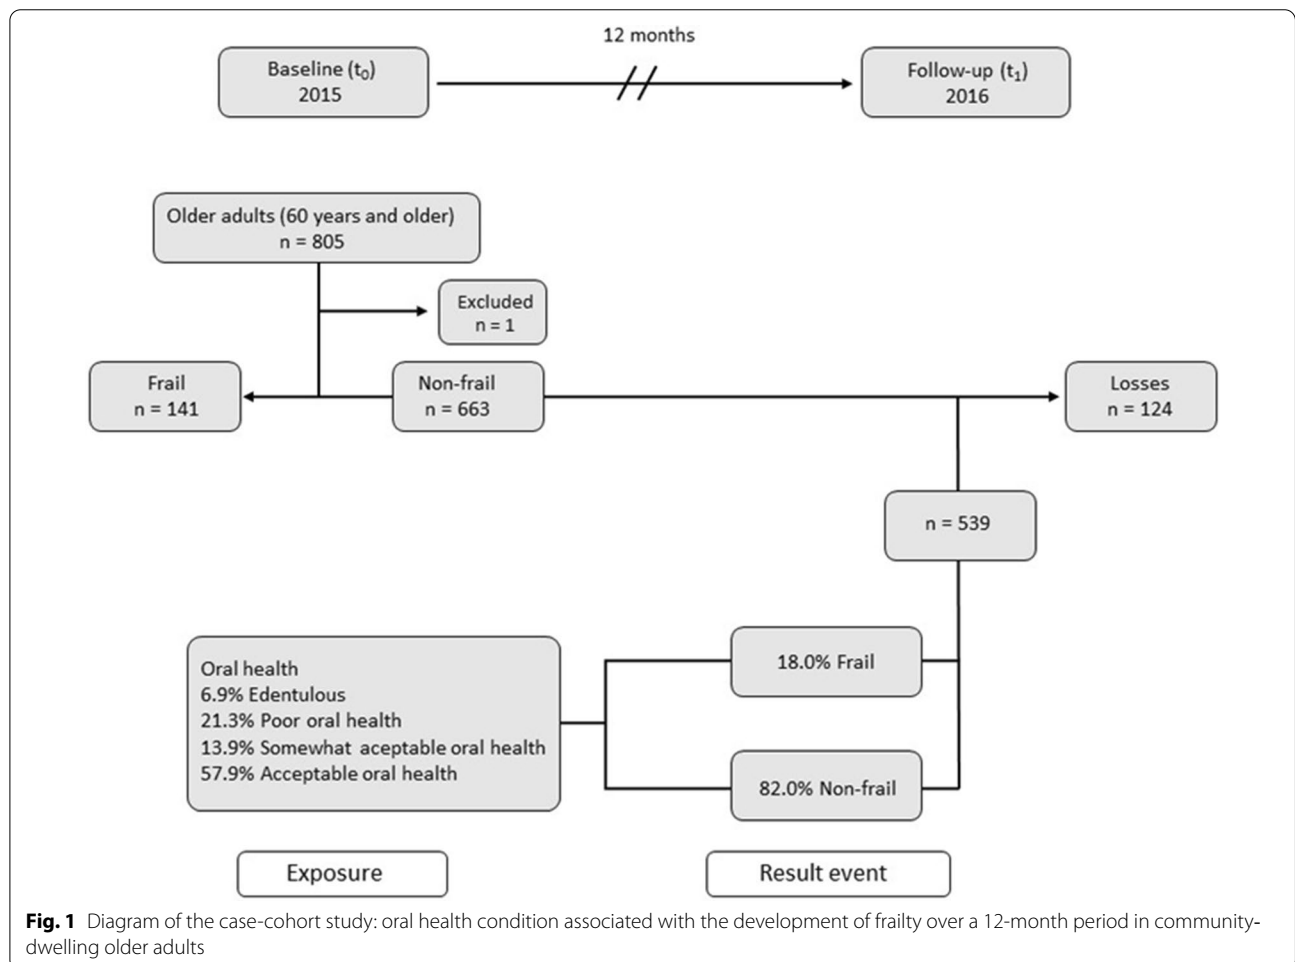 12 months
Baseline (t₀)
2015
Follow-up (t₁)
2016
Older adults (60 years and older)
n = 805
Excluded
n = 1
Frail
n = 141
Non-frail
n = 663
Losses
n = 124
n = 539
Oral health
6.9% Edentulous
21.3% Poor oral health
13.9% Somewhat aceptable oral health
57.9% Acceptable oral health
18.0% Frail
82.0% Non-frail
Exposure
Result event
Fig. 1 Diagram of the case-cohort study: oral health condition associated with the development of frailty over a 12-month period in community-
dwelling older adults